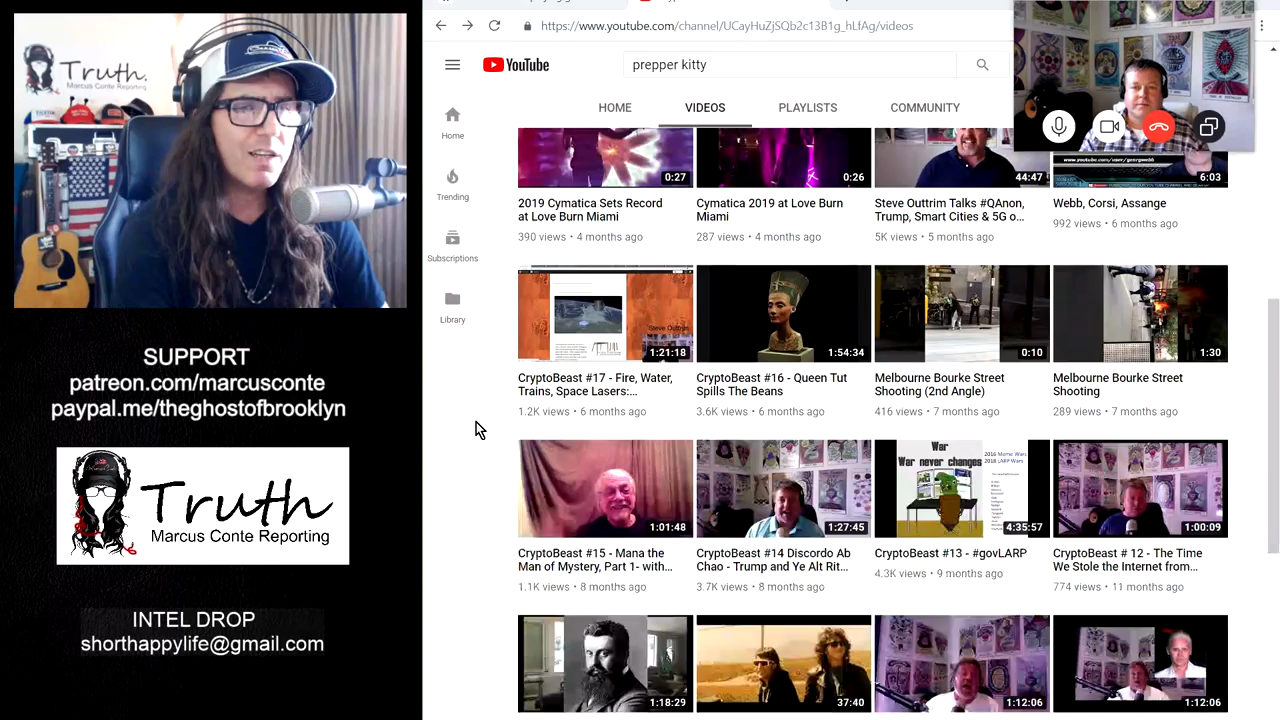 Truth.
Marcus Conte Reporting
SUPPORT
patreon.com/marcusconte
paypal.me/theghostofbrooklyn
Truth
Marcus Conte Reporting
INTEL DROP
shorthappylife@gmail.com
https://www.youtube.com/channel/UCayHuZjSQb2c13B1g_hLfAg/videos
YouTube
prepper kitty
HOME
VIDEOS
PLAYLISTS
COMMUNITY
Home
Trending
Subscriptions
Library
0:27
0:26
44:47
6:03
2019 Cymatica Sets Record
at Love Burn Miami
390 views • 4 months ago
Cymatica 2019 at Love Burn
Miami
287 views • 4 months ago
Steve Outtrim Talks #QAnon,
Trump, Smart Cities & 5G o...
5K views • 5 months ago
Webb, Corsi, Assange
992 views • 6 months ago
Steve Outtrim
1:21:18
1:54:34
0:10
1:30
CryptoBeast #17 - Fire, Water,
Trains, Space Lasers:...
1.2K views • 6 months ago
CryptoBeast #16 - Queen Tut
Spills The Beans
3.6K views • 6 months ago
Melbourne Bourke Street
Shooting (2nd Angle)
416 views • 7 months ago
Melbourne Bourke Street
Shooting
289 views • 7 months ago
War
War never changes
2016 Meme Wars
2018 LARP Wars
1:01:48
1:27:45
4:35:57
1:00:09
CryptoBeast #15 - Mana the
Man of Mystery, Part 1- with...
1.1K views • 8 months ago
CryptoBeast #14 Discordo Ab
Chao - Trump and Ye Alt Rit...
3.7K views • 8 months ago
CryptoBeast #13 - #govLARP
4.3K views • 9 months ago
CryptoBeast # 12 - The Time
We Stole the Internet from...
774 views • 11 months ago
1:18:29
37:40
1:12:06
1:12:06